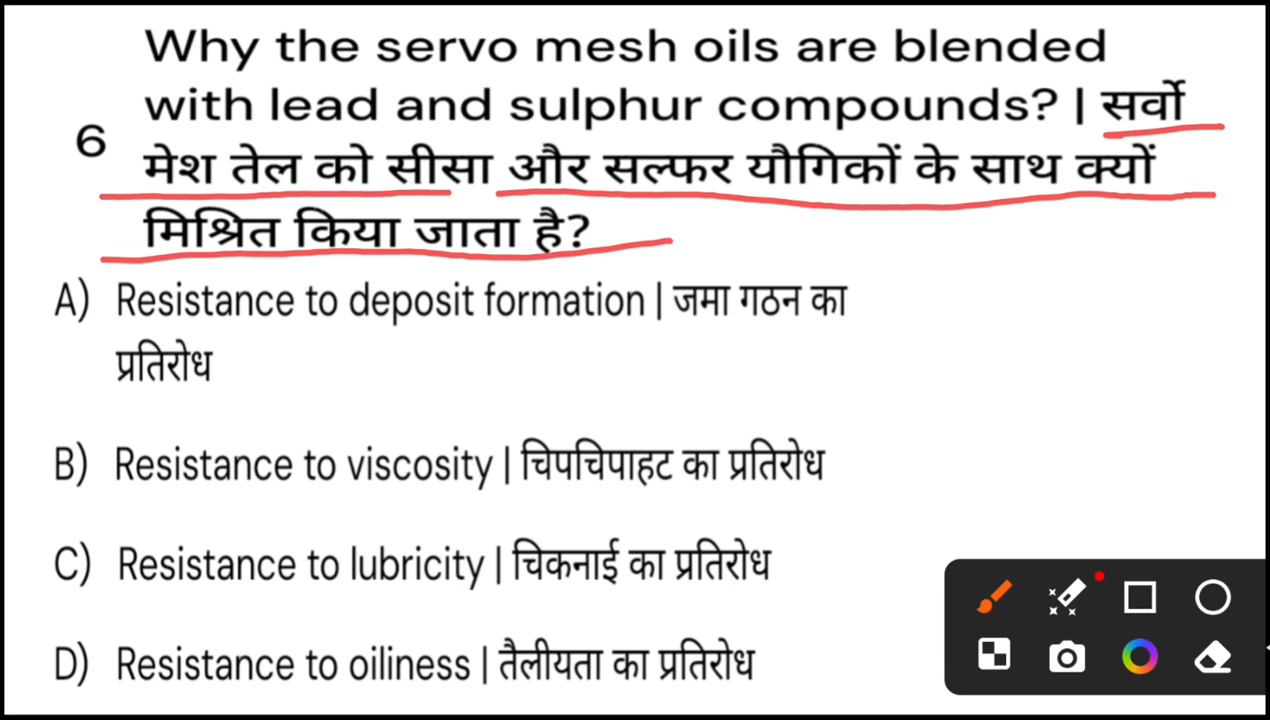 Why the servo mesh oils are blended
with lead and sulphur compounds? | सर्वो
6
मेश तेल को सीसा और सल्फर यौगिकों के साथ क्यों
मिश्रित किया जाता है?
A) Resistance to deposit formation | जमा गठन का
प्रतिरोध
B) Resistance to viscosity | चिपचिपाहट का प्रतिरोध
C) Resistance to lubricity | चिकनाई का प्रतिरोध
D) Resistance to oiliness | तैलीयता का प्रतिरोध